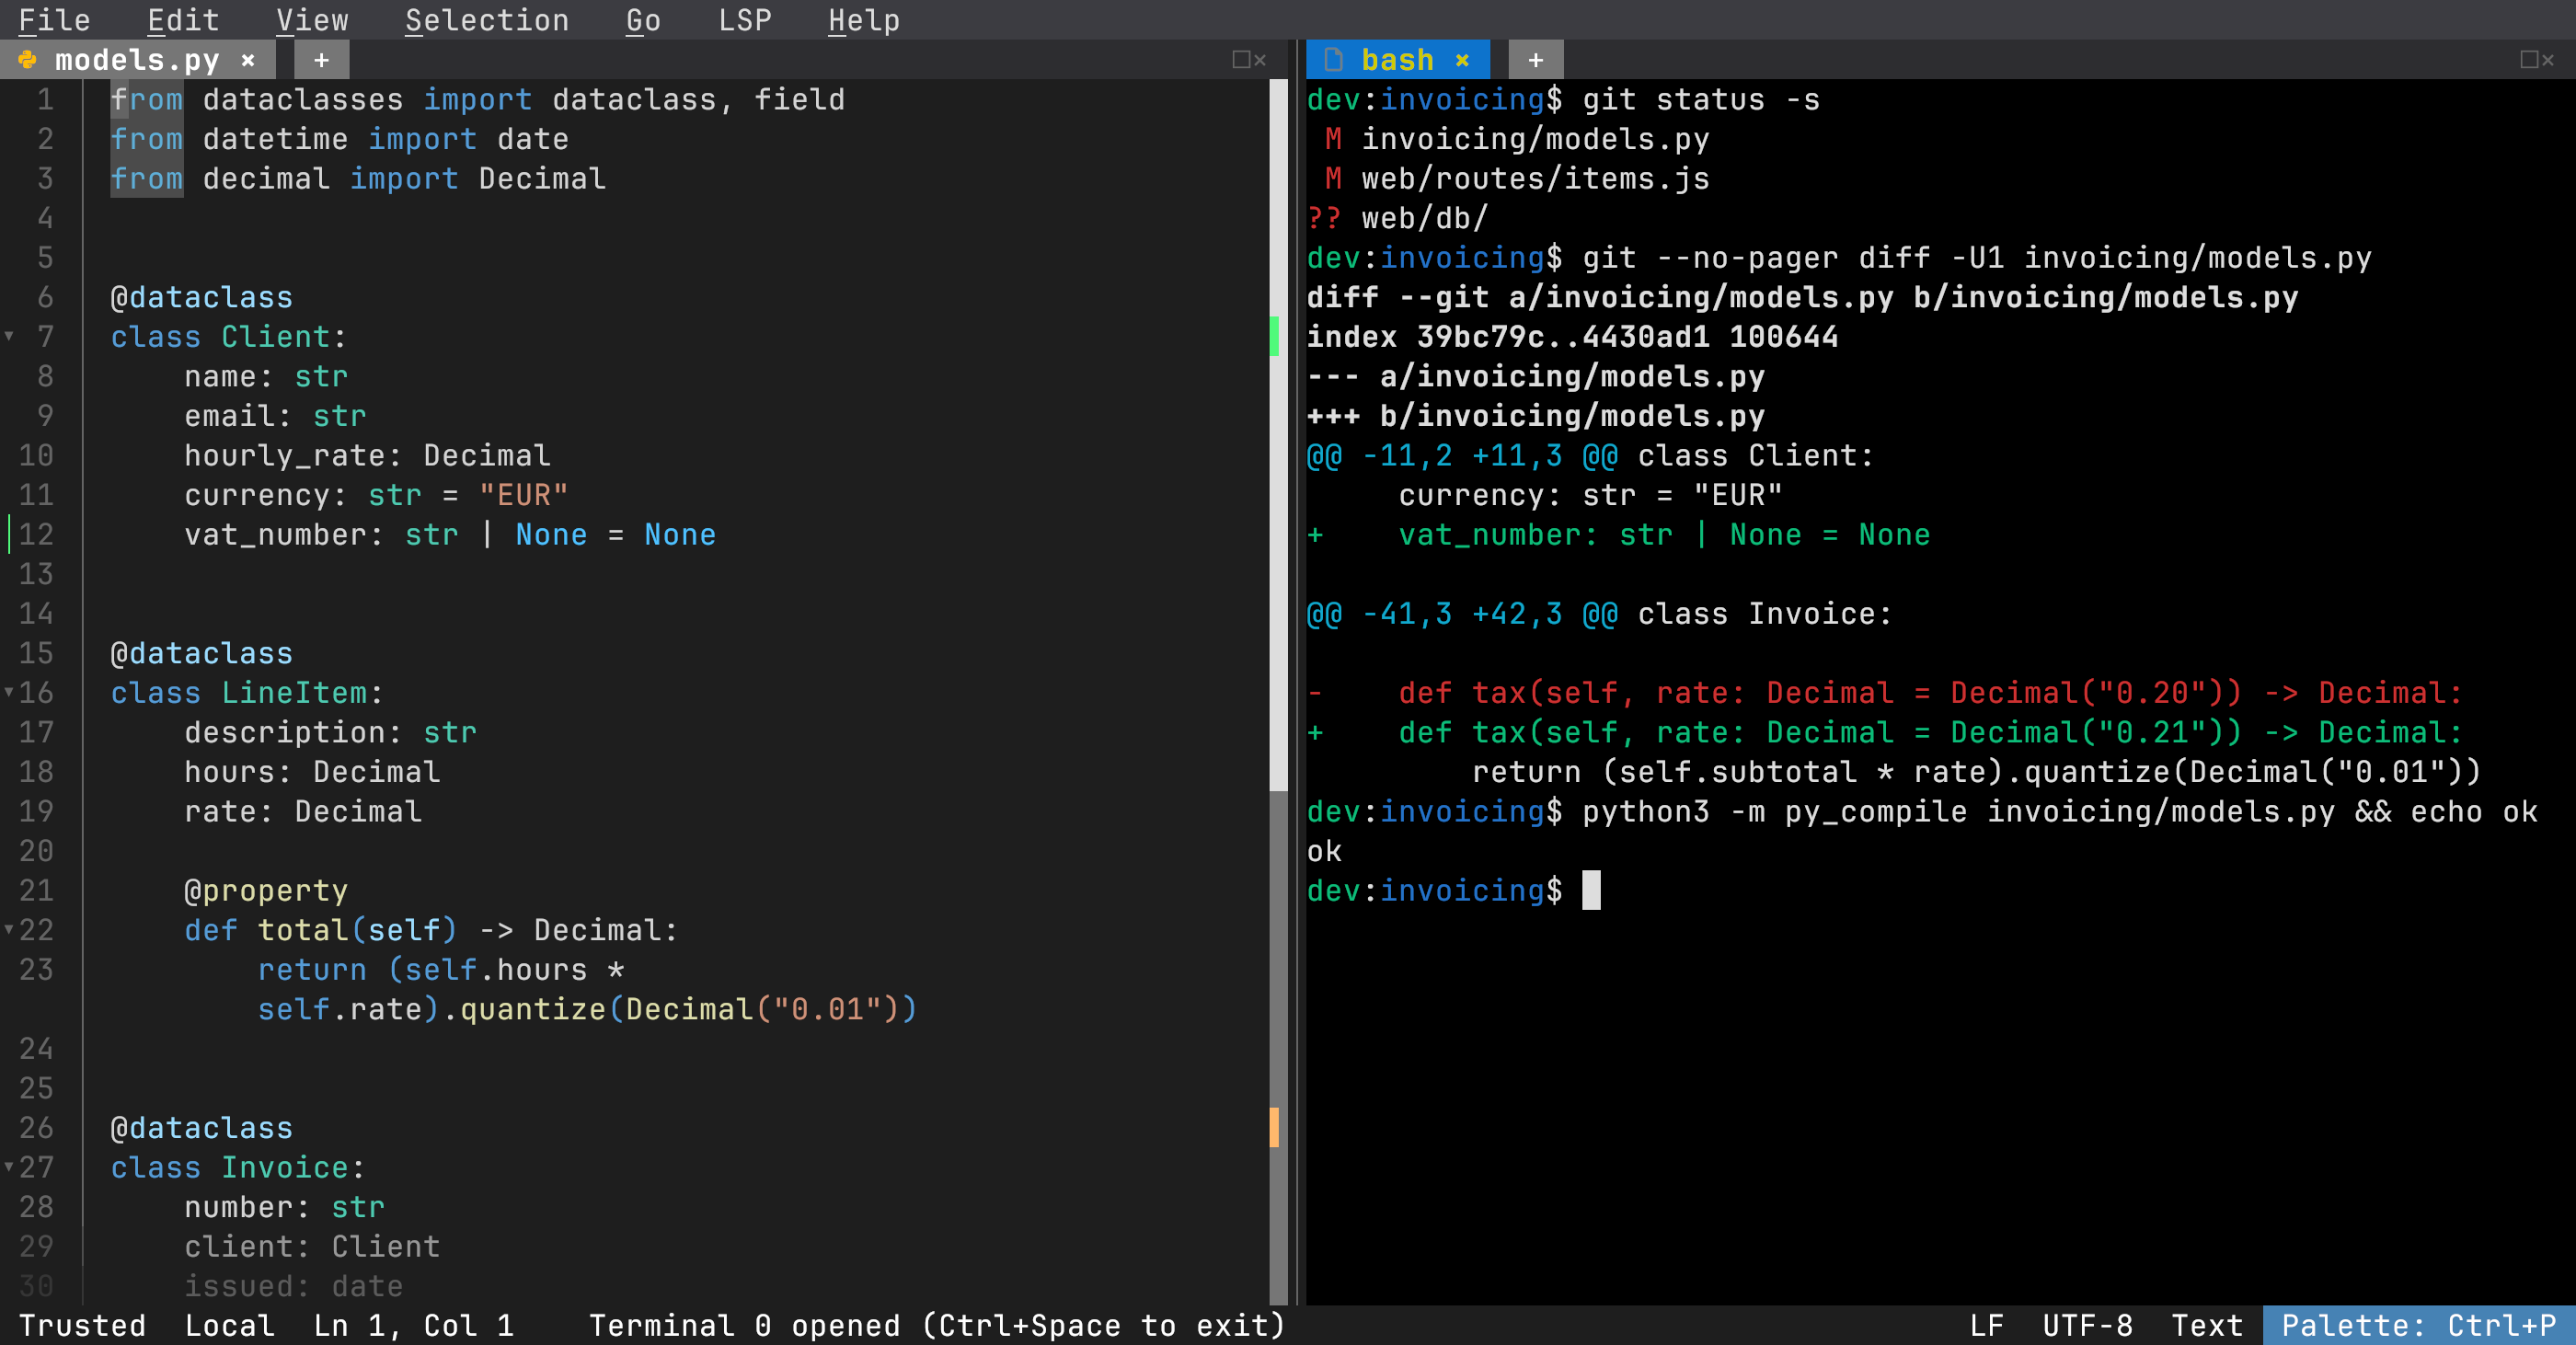 File Edit View Selection Go LSP Help
models.py × +
1 from dataclasses import dataclass, field
2 from datetime import date
3 from decimal import Decimal
4
5
6 @dataclass
7 class Client:
8 name: str
9 email: str
10 hourly_rate: Decimal
11 currency: str = "EUR"
12 vat_number: str | None = None
13
14
15 @dataclass
16 class LineItem:
17 description: str
18 hours: Decimal
19 rate: Decimal
20
21 @property
22 def total(self) -> Decimal:
23 return (self.hours *
self.rate).quantize(Decimal("0.01"))
24
25
26 @dataclass
27 class Invoice:
28 number: str
29 client: Client
30 issued: date
bash × +
dev:invoicing$ git status -s
 M invoicing/models.py
 M web/routes/items.js
?? web/db/
dev:invoicing$ git --no-pager diff -U1 invoicing/models.py
diff --git a/invoicing/models.py b/invoicing/models.py
index 39bc79c..4430ad1 100644
--- a/invoicing/models.py
+++ b/invoicing/models.py
@@ -11,2 +11,3 @@ class Client:
     currency: str = "EUR"
+    vat_number: str | None = None
@@ -41,3 +42,3 @@ class Invoice:
-    def tax(self, rate: Decimal = Decimal("0.20")) -> Decimal:
+    def tax(self, rate: Decimal = Decimal("0.21")) -> Decimal:
         return (self.subtotal * rate).quantize(Decimal("0.01"))
dev:invoicing$ python3 -m py_compile invoicing/models.py && echo ok
ok
dev:invoicing$
Trusted Local Ln 1, Col 1 Terminal 0 opened (Ctrl+Space to exit) LF UTF-8 Text Palette: Ctrl+P